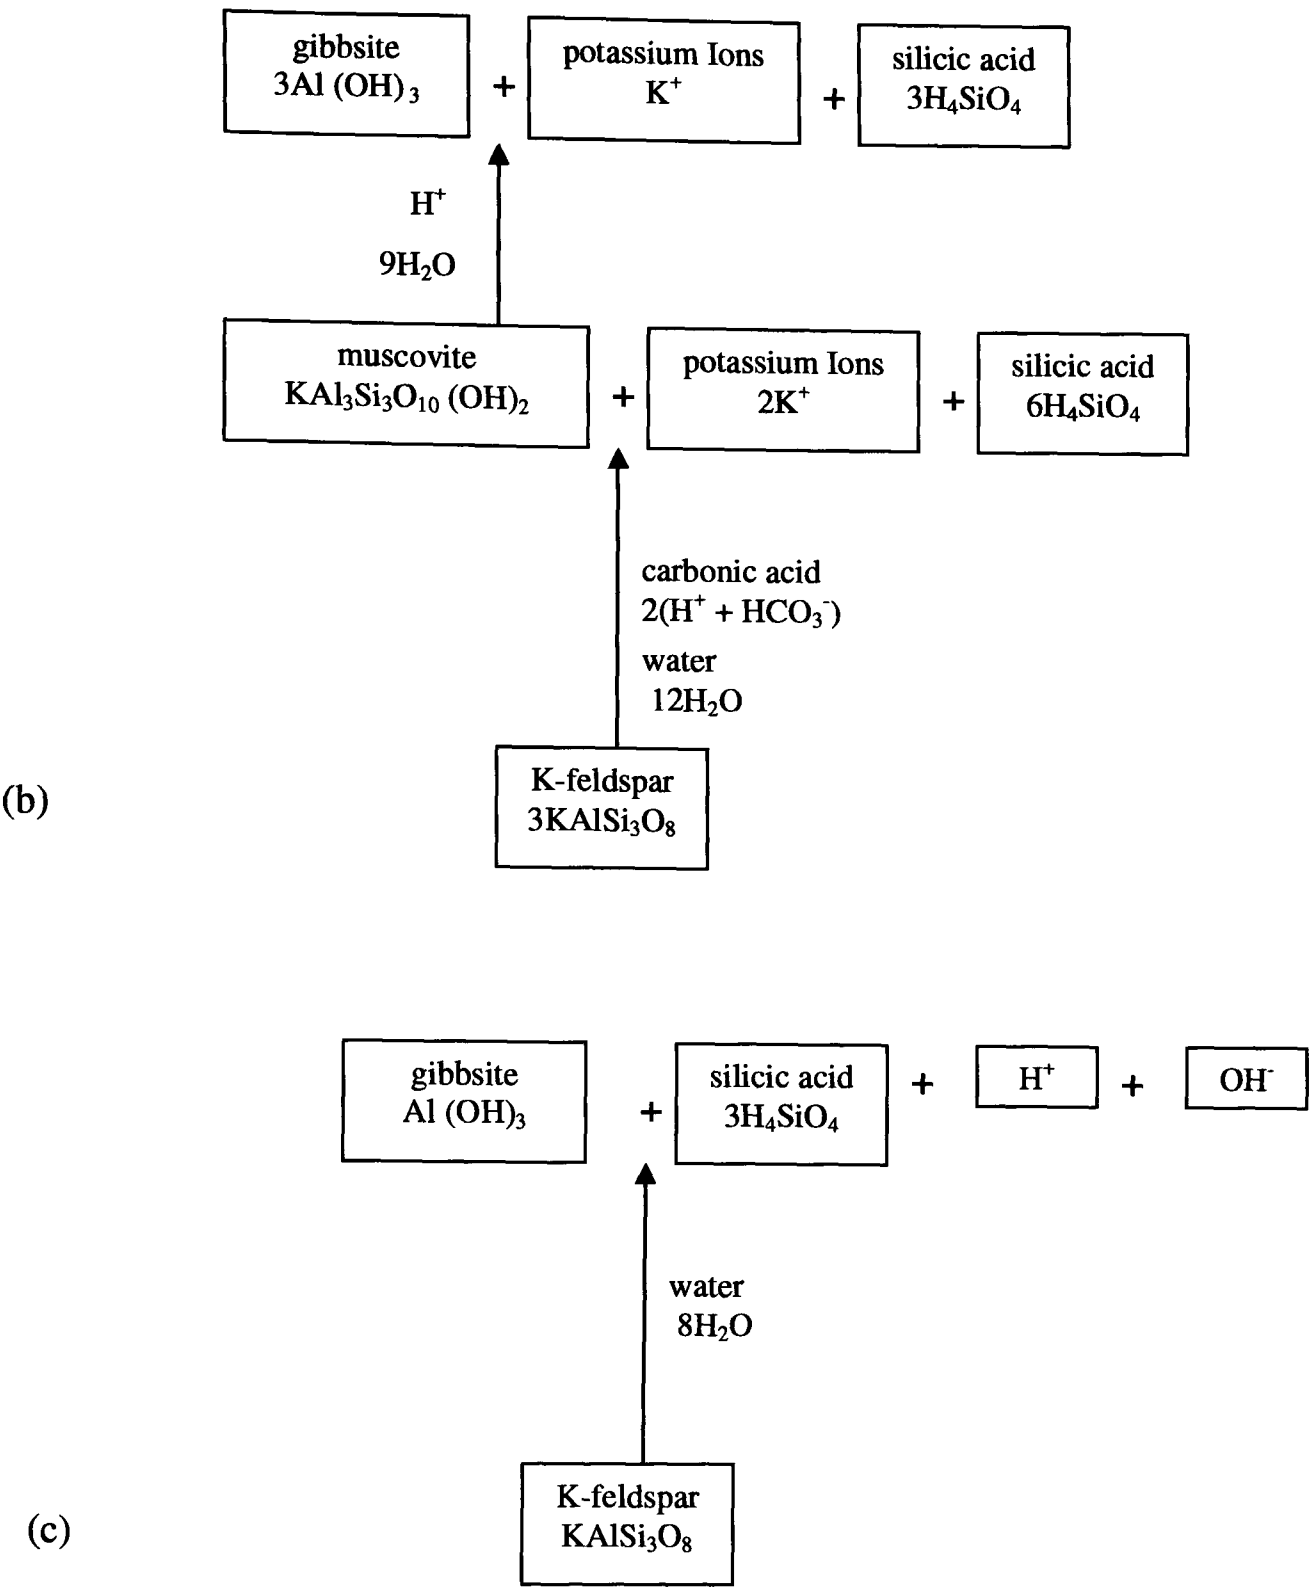 gibbsite
3Al (OH)₃
+
potassium Ions
K⁺
+
silicic acid
3H₄SiO₄
H⁺
9H₂O
muscovite
KAl₃Si₃O₁₀ (OH)₂
+
potassium Ions
2K⁺
+
silicic acid
6H₄SiO₄
carbonic acid
2(H⁺ + HCO₃⁻)
water
12H₂O
K-feldspar
3KAlSi₃O₈
(b)
gibbsite
Al (OH)₃
+
silicic acid
3H₄SiO₄
+
H⁺
+
OH⁻
water
8H₂O
K-feldspar
KAlSi₃O₈
(c)